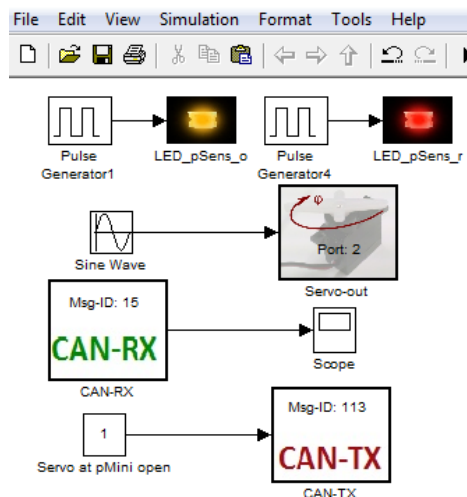 File Edit View Simulation Format Tools Help
Pulse
Generator1
LED_pSens_o
Pulse
Generator4
LED_pSens_r
φ
Port: 2
Sine Wave
Servo-out
Msg-ID: 15
CAN-RX
CAN-RX
Scope
Msg-ID: 113
1
CAN-TX
Servo at pMini open
CAN-TX